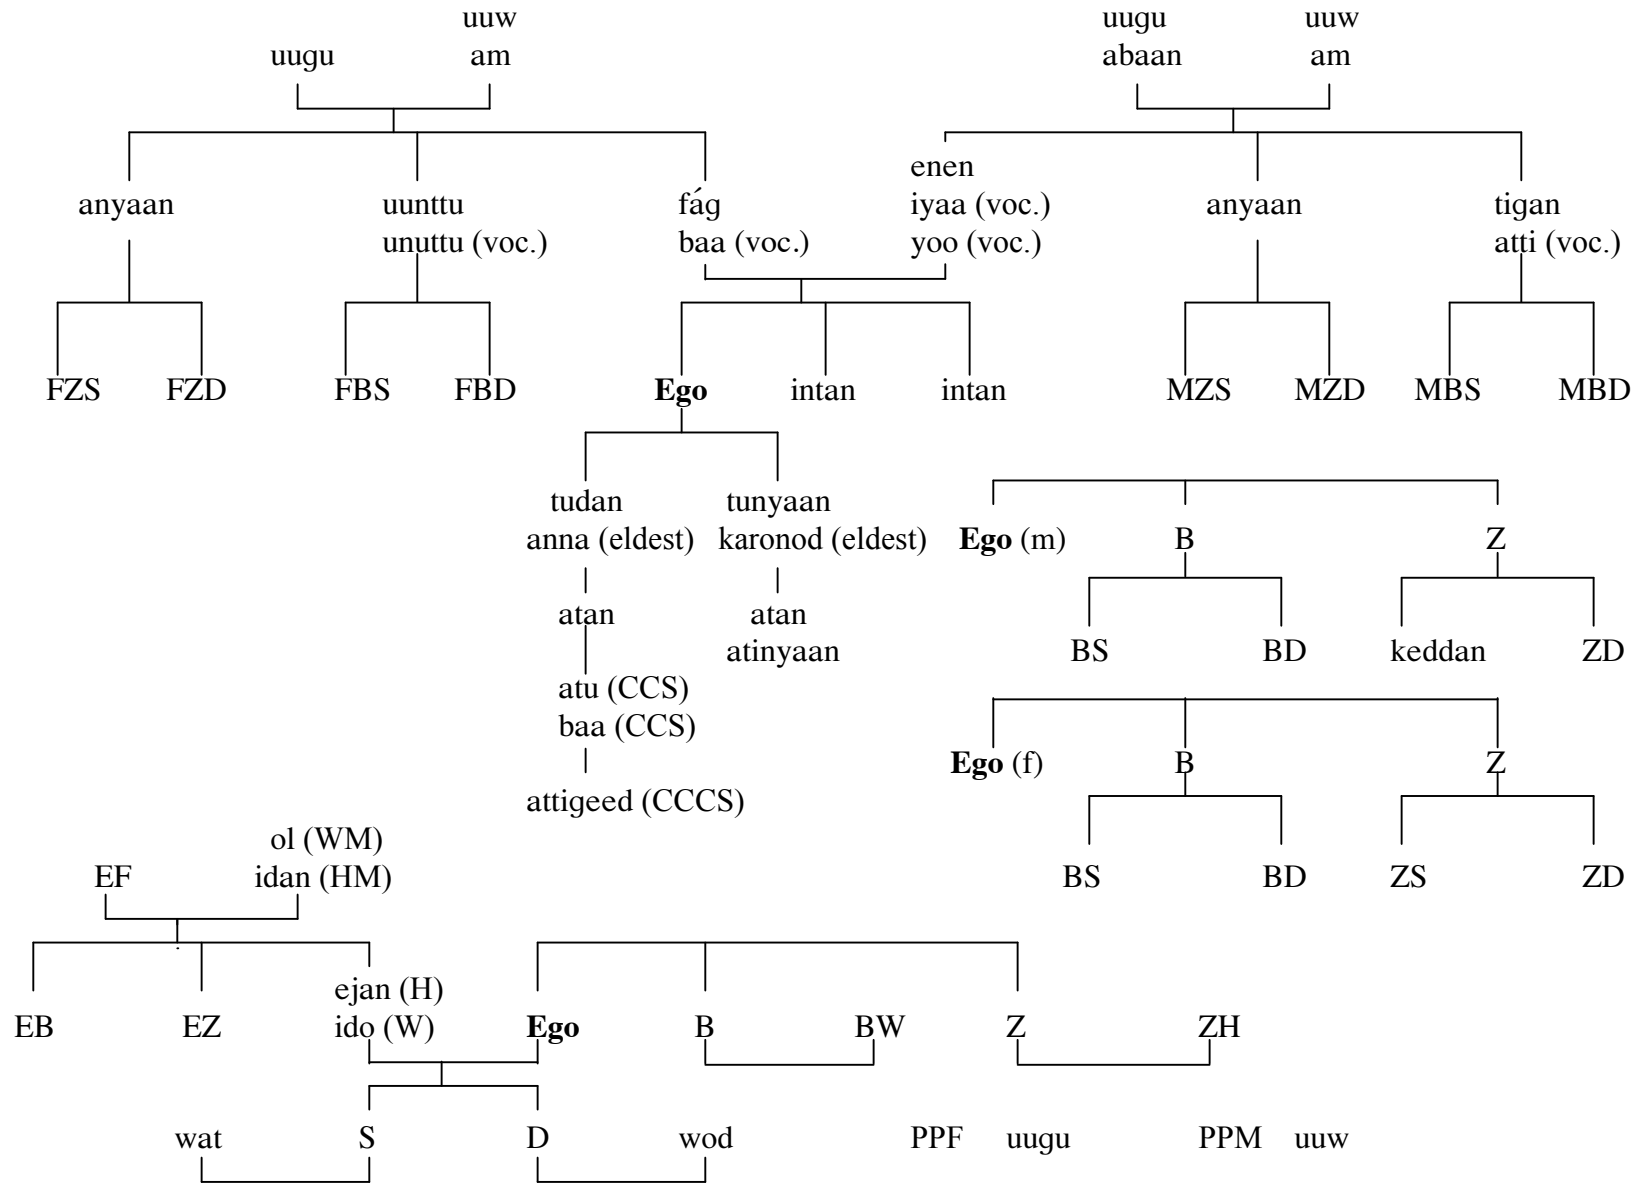 uuw uugu uuw
uugu am abaan am
enen
anyaan uunttu fág iyaa (voc.) anyaan tigan
unuttu (voc.) baa (voc.) yoo (voc.) atti (voc.)
FZS FZD FBS FBD Ego intan intan MZS MZD MBS MBD
tudan tunyaan
anna (eldest) karonod (eldest) Ego (m) B Z
atan atan
atinyaan BS BD keddan ZD
atu (CCS)
baa (CCS)
Ego (f) B Z
attigeed (CCCS)
ol (WM)
EF idan (HM) BS BD ZS ZD
ejan (H)
EB EZ ido (W) Ego B BW Z ZH
wat S D wod PPF uugu PPM uuw